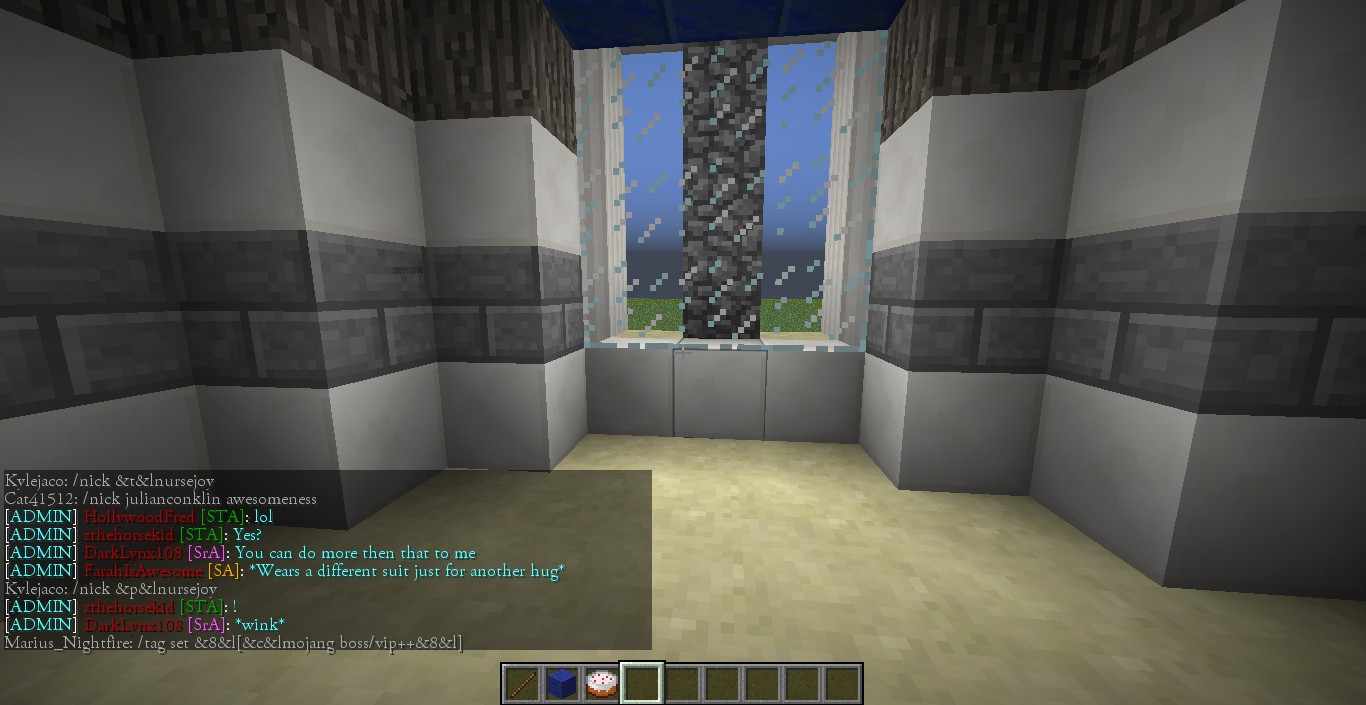 Kylejaco: /nick &t&lnursejoy
Cat41512: /nick julianconklin awesomeness
[ADMIN] HollywoodFred [STA]: lol
[ADMIN] zthehorsekid [STA]: Yes?
[ADMIN] DarkLynx108 [SrA]: You can do more then that to me
[ADMIN] FarahIsAwesome [SA]: *Wears a different suit just for another hug*
Kylejaco: /nick &p&lnursejoy
[ADMIN] zthehorsekid [STA]: !
[ADMIN] DarkLynx108 [SrA]: *wink*
Marius_Nightfire: /tag set &8&l[&c&lmojang boss/vip++&8&l]